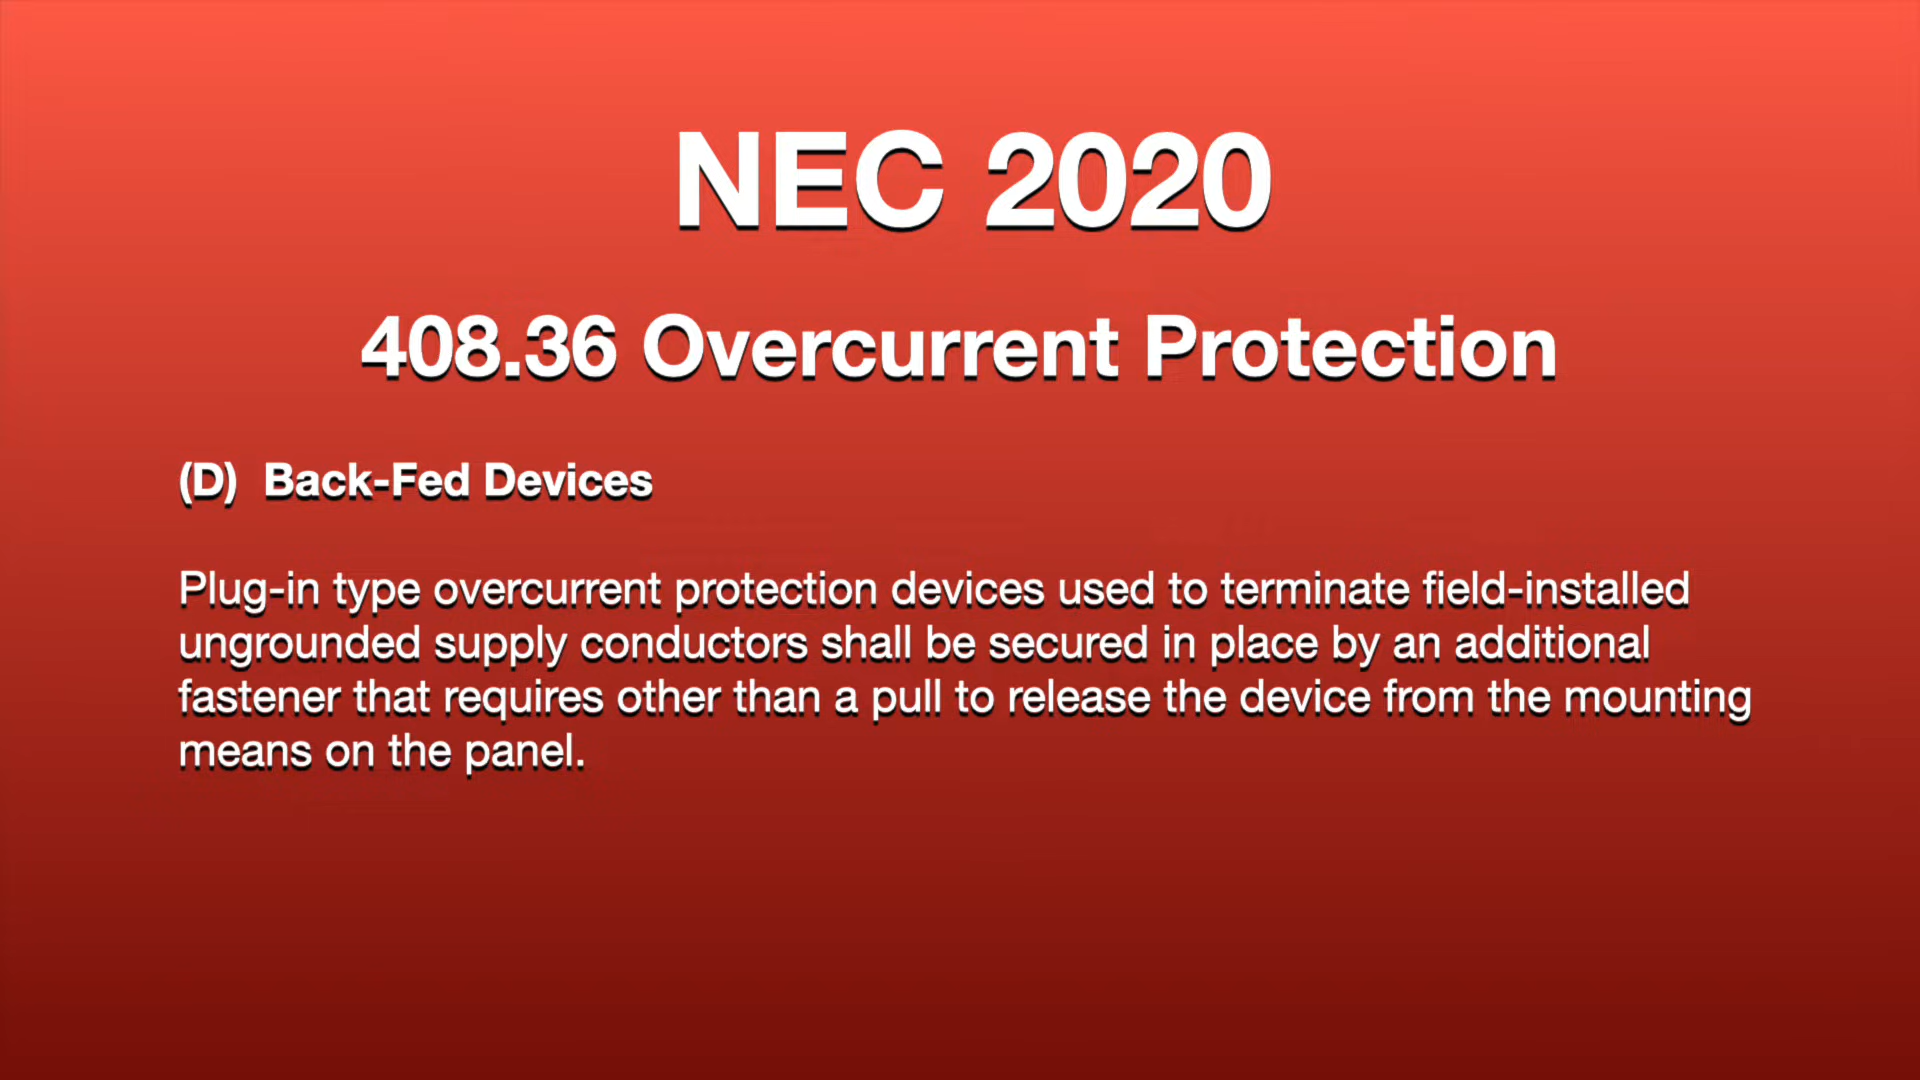 NEC 2020
408.36 Overcurrent Protection
(D) Back-Fed Devices
Plug-in type overcurrent protection devices used to terminate field-installed
ungrounded supply conductors shall be secured in place by an additional
fastener that requires other than a pull to release the device from the mounting
means on the panel.